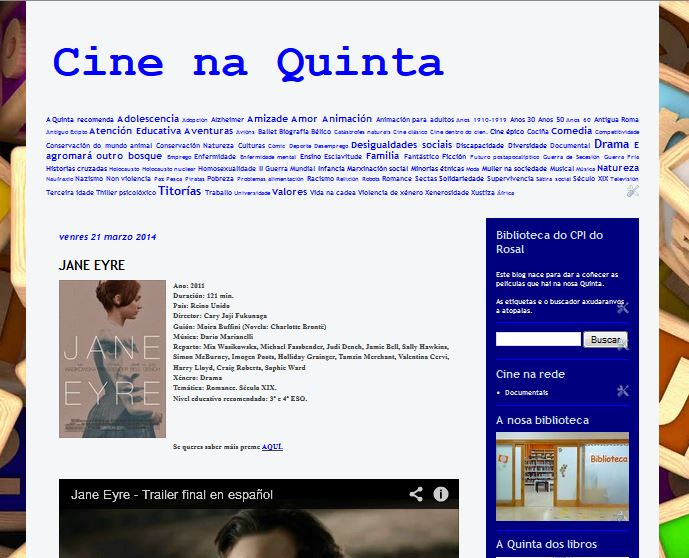 Cine na Quinta
A Quinta recomenda Adolescencia Adopción Alzheimer Amizade Amor Animación Animación para adultos Anos 1910-1919 Anos 30 Anos 50 Anos 60 Antigua Roma
Antiguo Exipto Atención Educativa Aventuras Avións Ballet Biografía Bélico Catástrofes naturais Cine clásico Cine dentro do cien. Cine épico Cociña Comedia Competitividade
Conservación do mundo animal Conservación Natureza Culturas Cómic Deporte Desemprego Desigualdades sociais Discapacidade Diversidade Documental Drama E
agromará outro bosque Emprego Enfermidade Enfermidade mental Ensino Esclavitude Familia Fantástico Ficción Futuro postapocalíptico Guerra de Secesión Guerra Fría
Historias cruzadas Holocausto Holocausto nuclear Homosexualidade II Guerra Mundial Infancia Marxinación social Minorías étnicas Moda Muller na sociedade Musical Música Natureza
Naufraxio Nazismo Non violencia Paz Pesca Piratas Pobreza Problemas alimentación Racismo Relixión Robots Romance Sectas Solidariedade Supervivencia Sátira social Século XIX Televisión
Terceira idade Thatller psicolóxico Titorías Traballo Universidade valores Vida na cadea Violencia de xénero Xenerosidade Xustiza África
venres 21 marzo 2014
JANE EYRE
JANE
EYRE
Ano: 2011
Duración: 121 min.
País: Reino Unido
Director: Cary Joji Fukunaga
Guión: Moira Buffini (Novela: Charlotte Brontë)
Música: Dario Marianelli
Reparto: Mia Wasikowska, Michael Fassbender, Judi Dench, Jamie Bell, Sally Hawkins,
Simon McBurney, Imogen Poots, Holliday Grainger, Tamzin Merchant, Valentina Cervi,
Harry Lloyd, Craig Roberts, Sophie Ward
Xénero: Drama
Temática: Romance. Século XIX.
Nivel educativo recomendado: 3º e 4º ESO.
Se queres saber máis preme AQUÍ.
Jane Eyre - Trailer final en español
Biblioteca do CPI do
Rosal
Este blog nace para dar a coñecer as
películas que hai na nosa Quinta.
As etiquetas e o buscador axudaranvos
a atopalas.
Buscar
Cine na rede
Documentais
A nosa biblioteca
Biblioteca
A Quinta dos libros